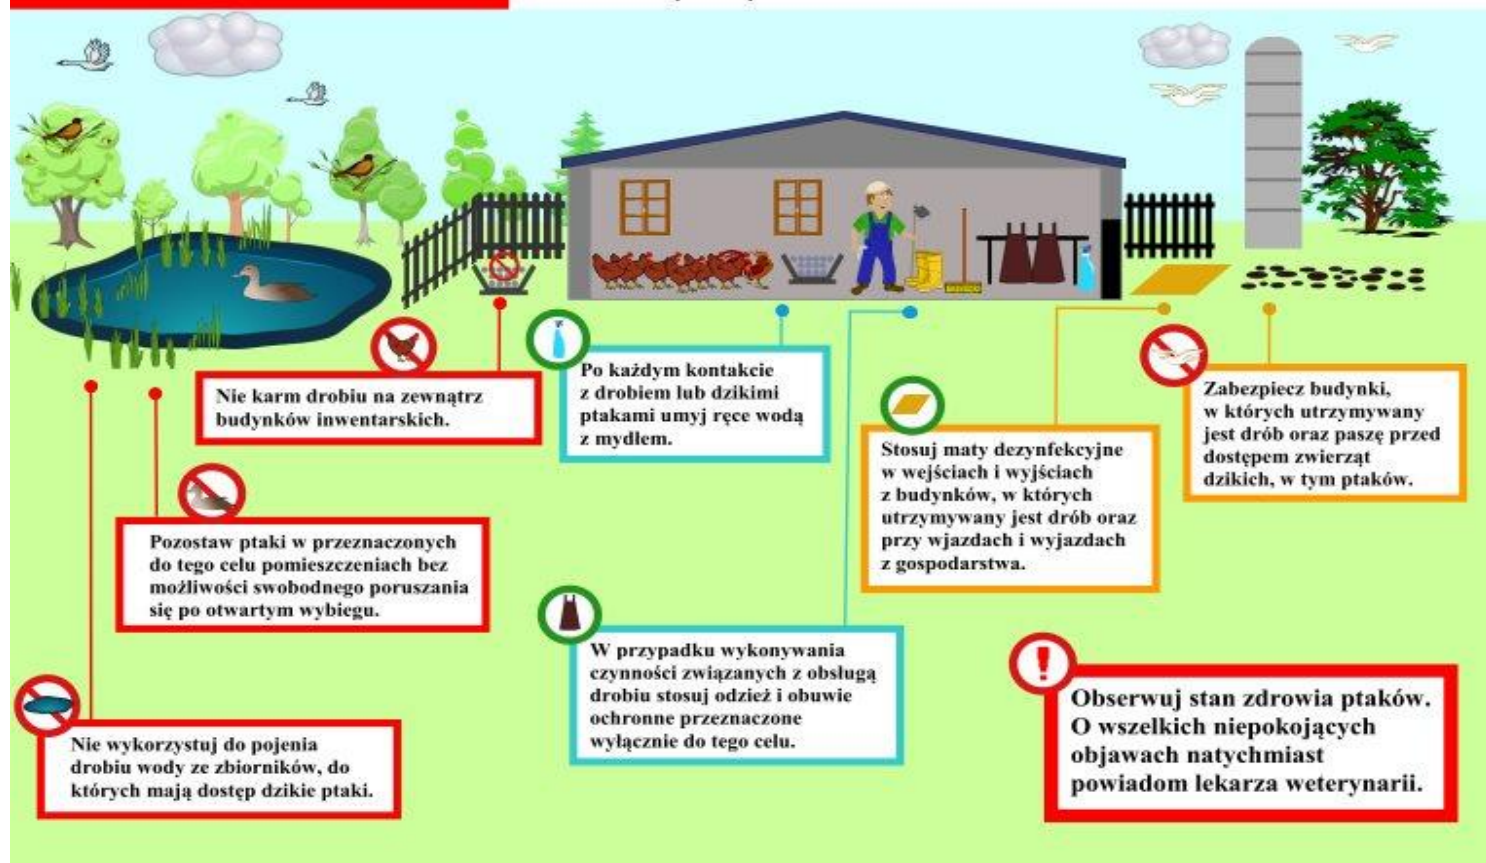 Nie karm drobiu na zewnątrz
budynków inwentarskich.
Po każdym kontakcie
z drobiem lub dzikimi
ptakami umyj ręce wodą
z mydłem.
Stosuj maty dezynfekcyjne
w wejściach i wyjściach
z budynków, w których
utrzymywany jest drób oraz
przy wjazdach i wyjazdach
z gospodarstwa.
Zabezpiecz budynki,
w których utrzymywany
jest drób oraz paszę przed
dostępem zwierząt
dzikich, w tym ptaków.
Pozostaw ptaki w przeznaczonych
do tego celu pomieszczeniach bez
możliwości swobodnego poruszania
się po otwartym wybiegu.
W przypadku wykonywania
czynności związanych z obsługą
drobiu stosuj odzież i obuwie
ochronne przeznaczone
wyłącznie do tego celu.
Nie wykorzystuj do pojenia
drobiu wody ze zbiorników, do
których mają dostęp dzikie ptaki.
Obserwuj stan zdrowia ptaków.
O wszelkich niepokojących
objawach natychmiast
powiadom lekarza weterynarii.